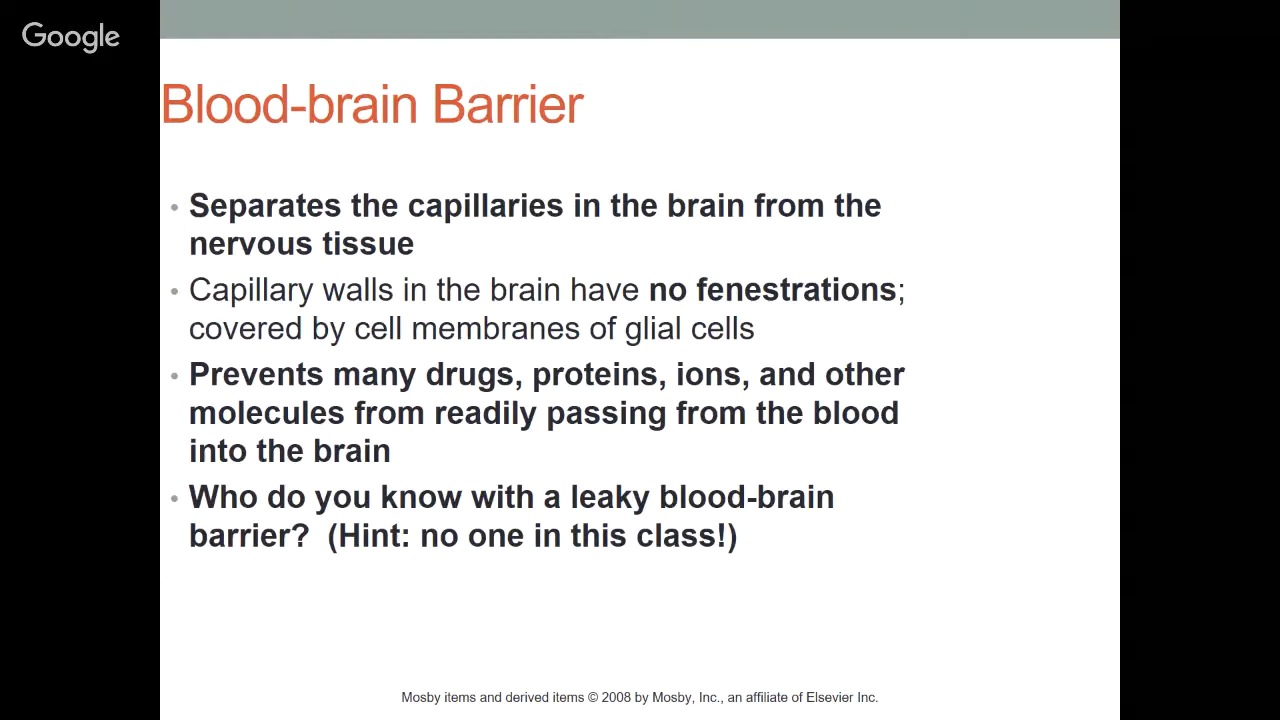 Google
Blood-brain Barrier
• Separates the capillaries in the brain from the
nervous tissue
• Capillary walls in the brain have no fenestrations;
covered by cell membranes of glial cells
• Prevents many drugs, proteins, ions, and other
molecules from readily passing from the blood
into the brain
• Who do you know with a leaky blood-brain
barrier?  (Hint: no one in this class!)
Mosby items and derived items © 2008 by Mosby, Inc., an affiliate of Elsevier Inc.